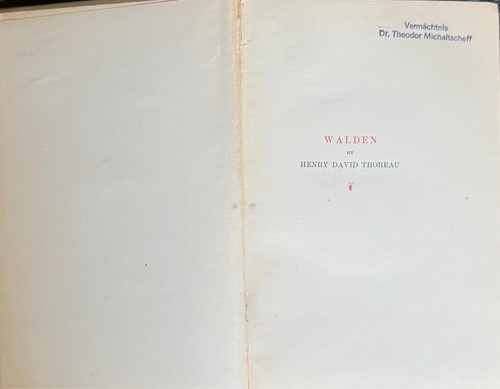 Vermächtnis
Dr. Theodor Michaltscheff
WALDEN
BY
HENRY DAVID THOREAU